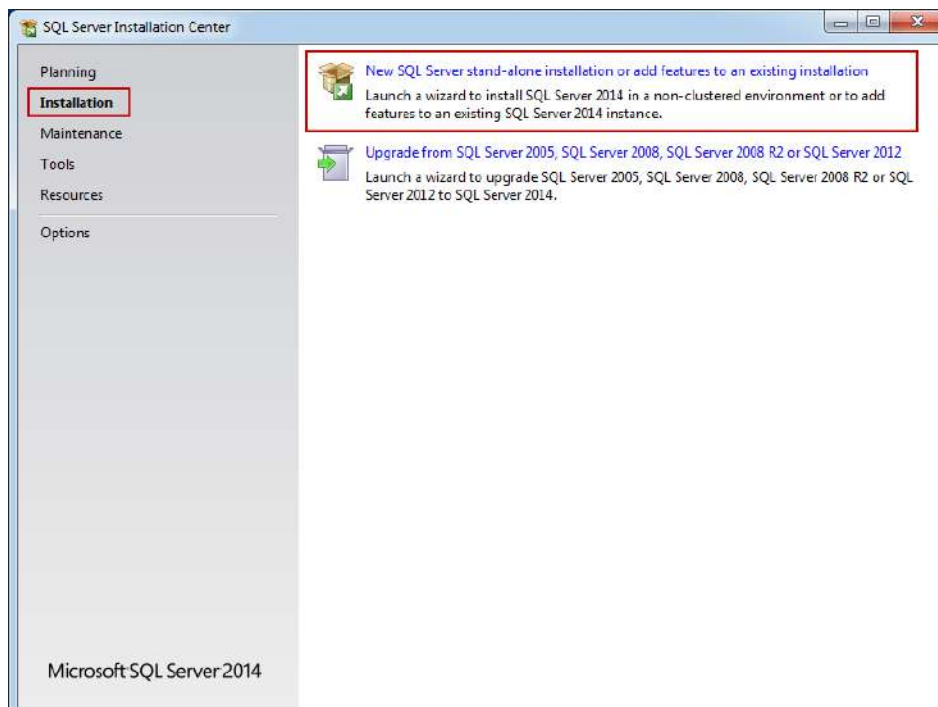 SQL Server Installation Center
Planning
Installation
Maintenance
Tools
Resources
Options
New SQL Server stand-alone installation or add features to an existing installation
Launch a wizard to install SQL Server 2014 in a non-clustered environment or to add
features to an existing SQL Server 2014 instance.
Upgrade from SQL Server 2005, SQL Server 2008, SQL Server 2008 R2 or SQL Server 2012
Launch a wizard to upgrade SQL Server 2005, SQL Server 2008, SQL Server 2008 R2 or SQL
Server 2012 to SQL Server 2014.
Microsoft SQL Server 2014